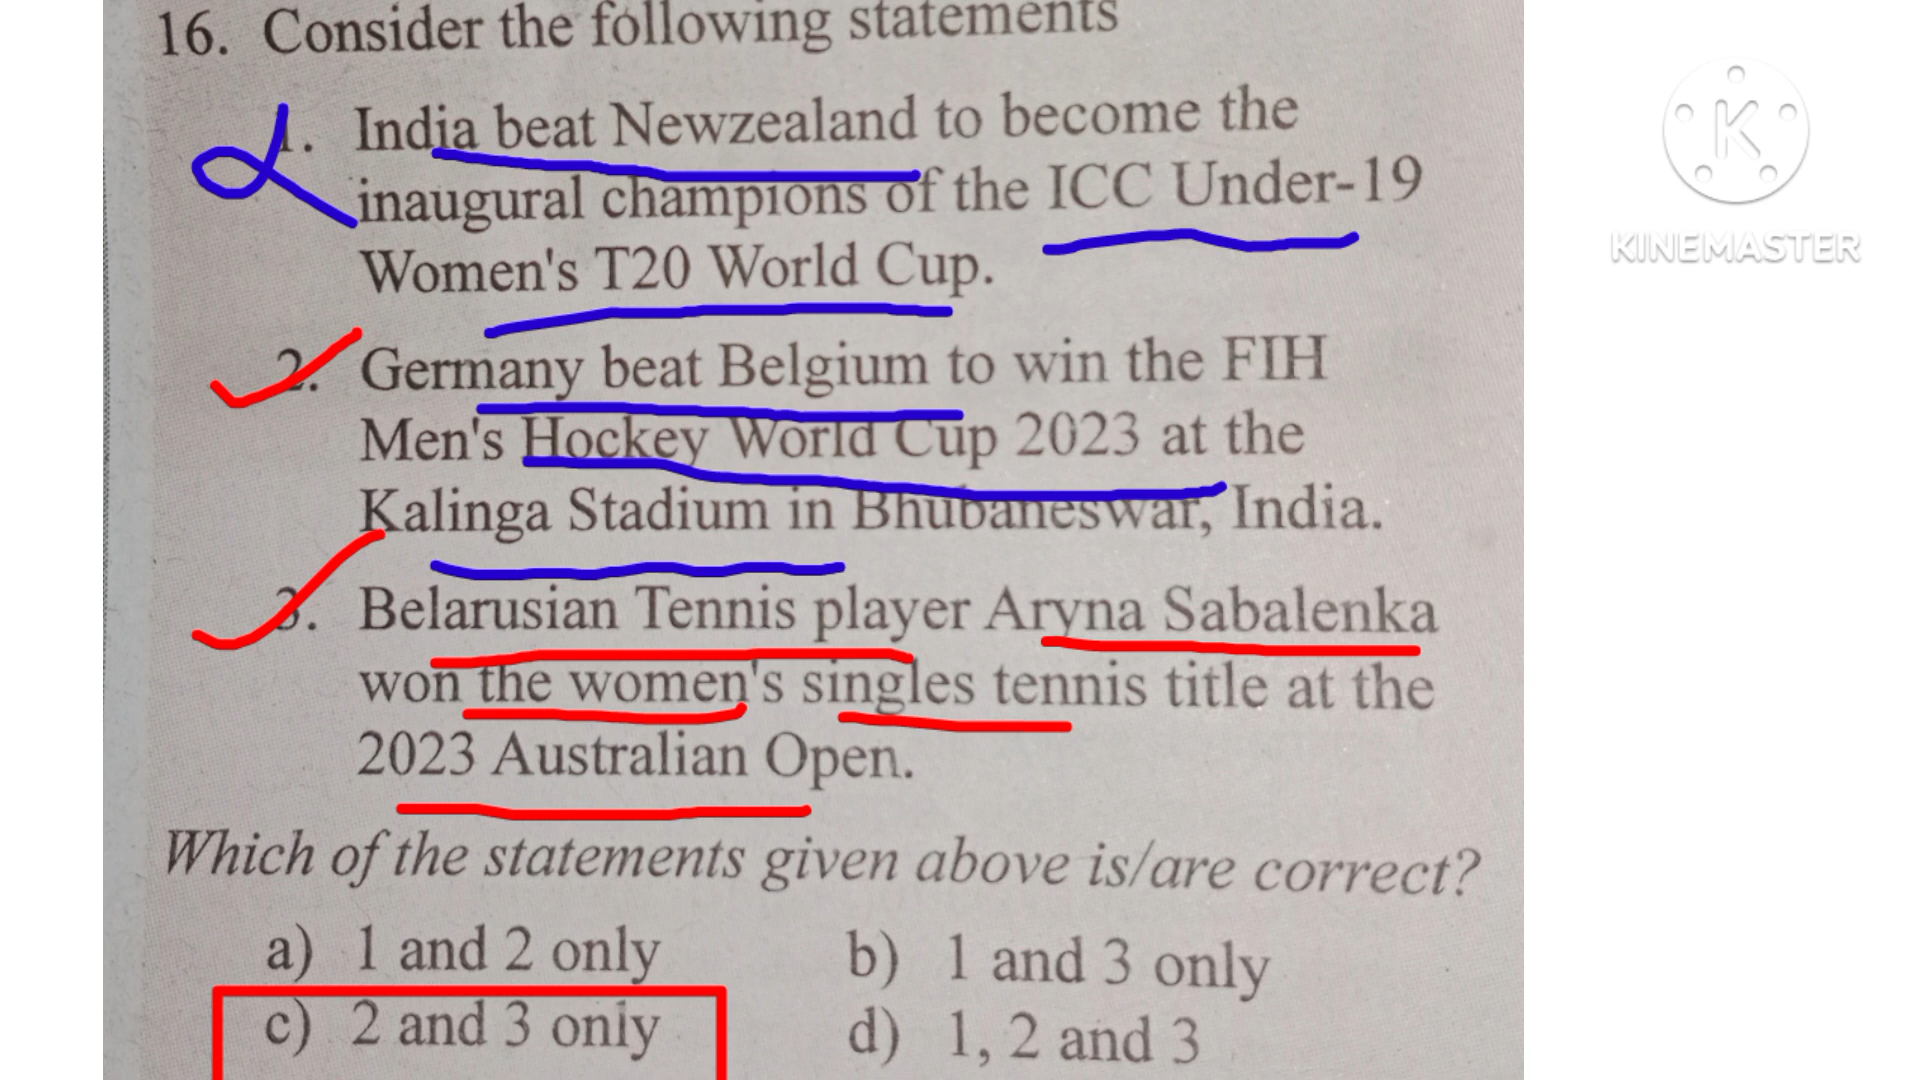 16. Consider the following statements
1. India beat Newzealand to become the
inaugural champions of the ICC Under-19
Women's T20 World Cup.
2. Germany beat Belgium to win the FIH
Men's Hockey World Cup 2023 at the
Kalinga Stadium in Bhubaneswar, India.
3. Belarusian Tennis player Aryna Sabalenka
won the women's singles tennis title at the
2023 Australian Open.
Which of the statements given above is/are correct?
a) 1 and 2 only
b) 1 and 3 only
c) 2 and 3 only
d) 1, 2 and 3
K
KINEMASTER